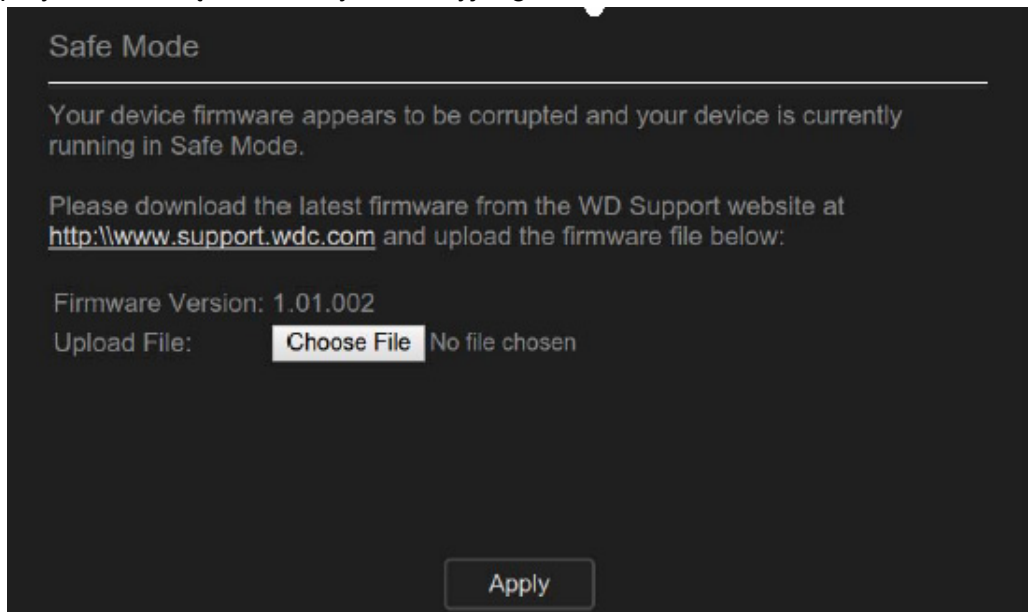 Safe Mode
Your device firmware appears to be corrupted and your device is currently
running in Safe Mode.
Please download the latest firmware from the WD Support website at
http:\\www.support.wdc.com and upload the firmware file below:
Firmware Version: 1.01.002
Upload File: Choose File No file chosen
Apply